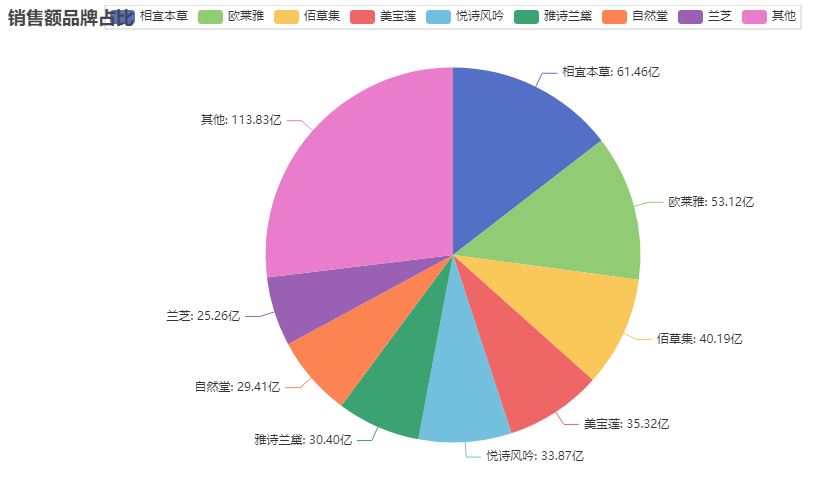 销售额品牌占比
相宜本草 欧莱雅 佰草集 美宝莲 悦诗风吟 雅诗兰黛 自然堂 兰芝 其他
相宜本草: 61.46亿
其他: 113.83亿
欧莱雅: 53.12亿
兰芝: 25.26亿
佰草集: 40.19亿
自然堂: 29.41亿
美宝莲: 35.32亿
雅诗兰黛: 30.40亿
悦诗风吟: 33.87亿